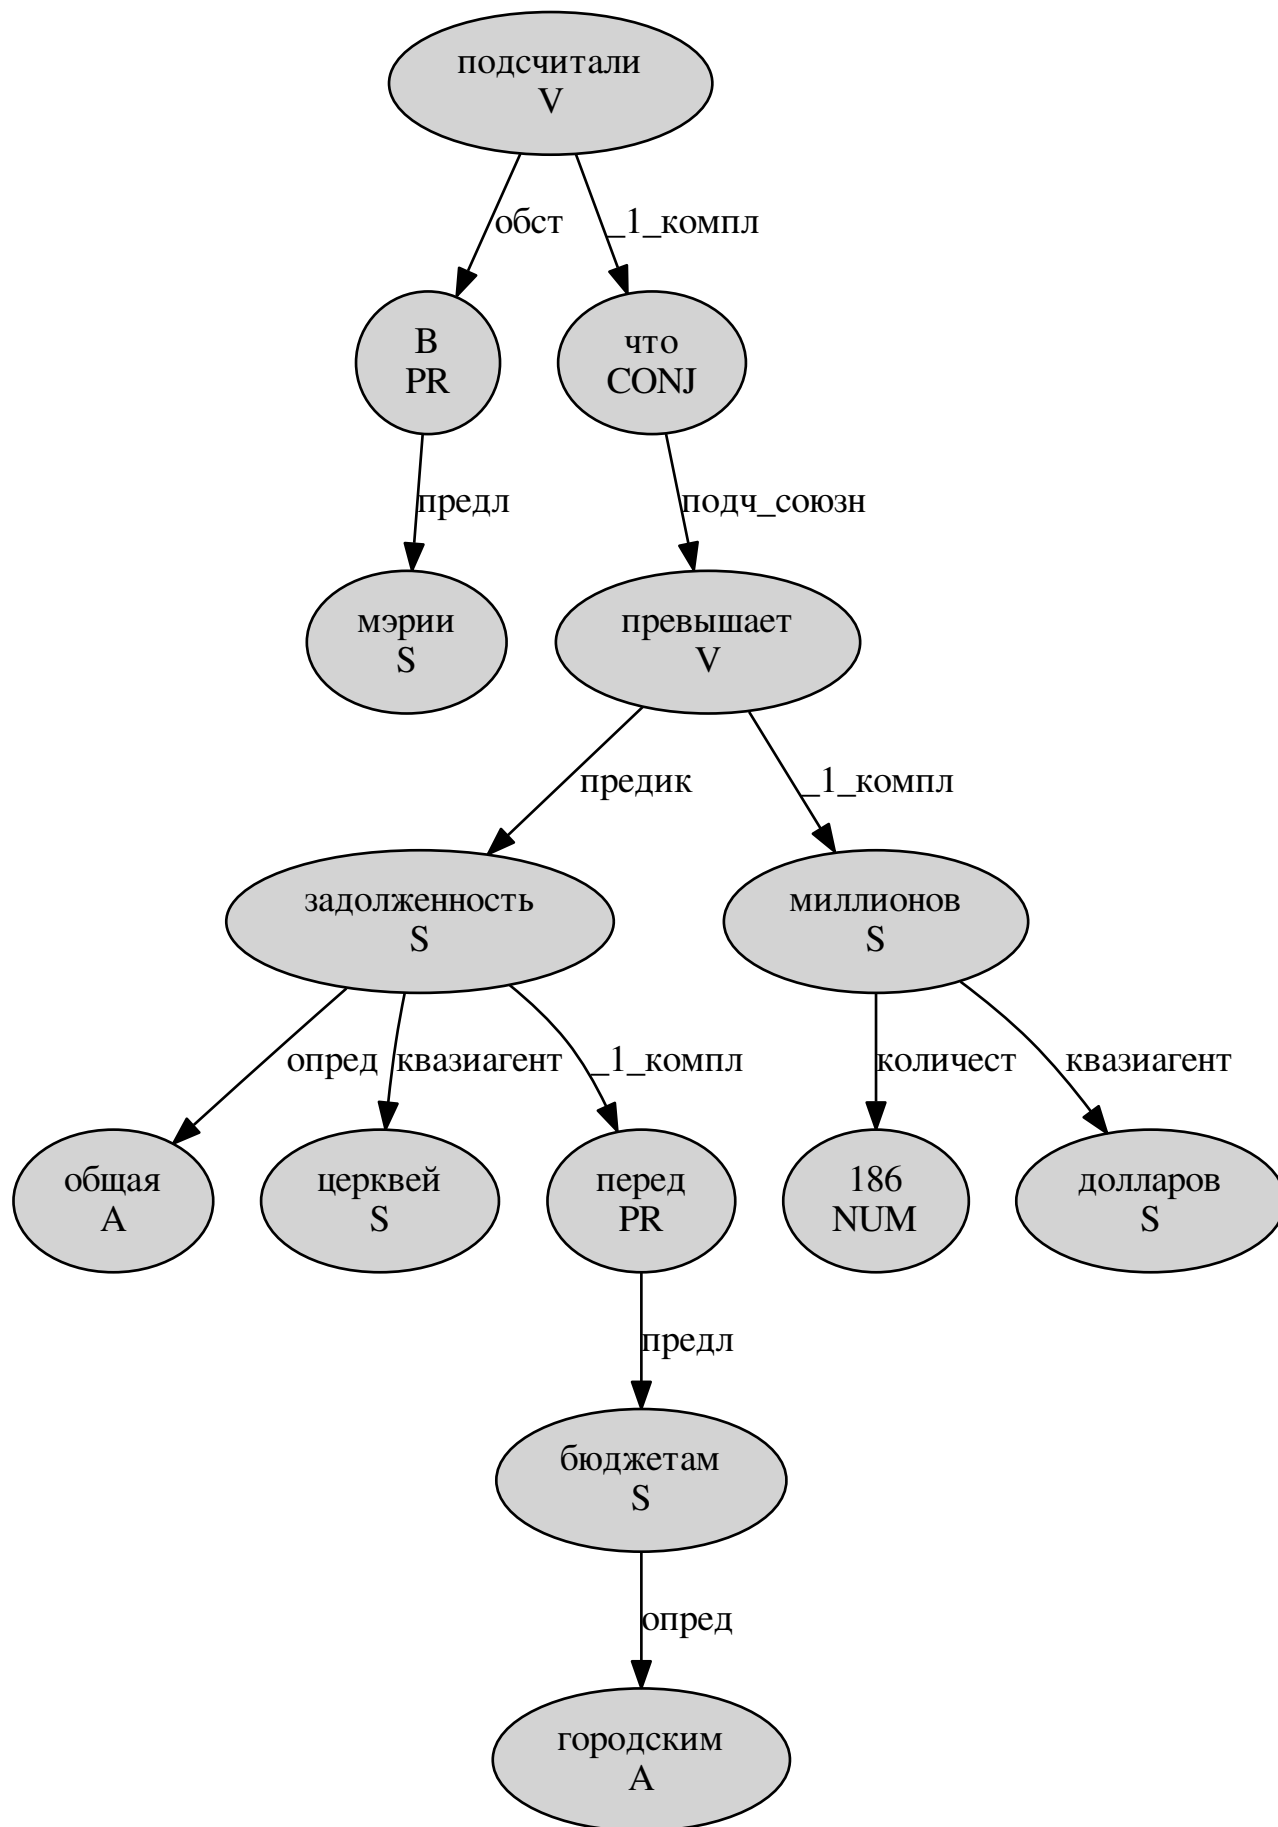 подсчитали
V
обст
_1_компл
В
PR
что
CONJ
предл
подч_союзн
мэрии
S
превышает
V
предик
_1_компл
задолженность
S
миллионов
S
опред
квазиагент
_1_компл
количест
квазиагент
общая
A
церквей
S
перед
PR
186
NUM
долларов
S
предл
бюджетам
S
опред
городским
A